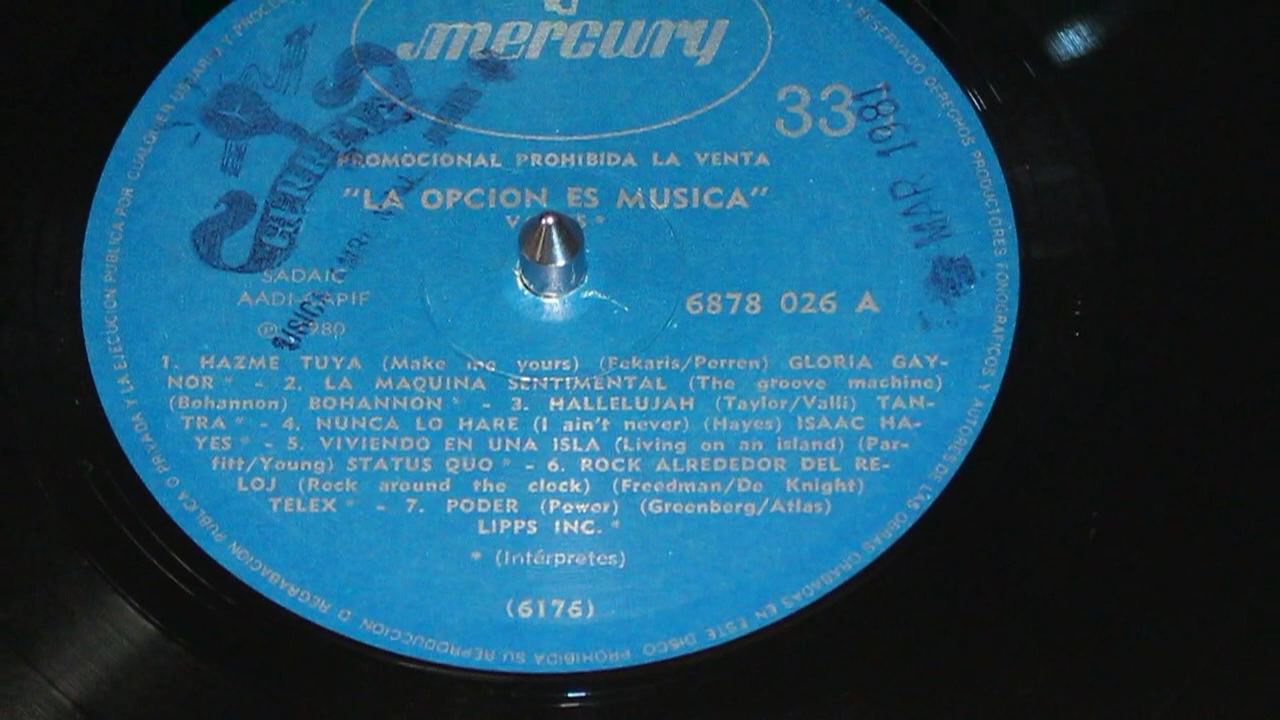 mercury
33
MAR 1981
PROMOCIONAL PROHIBIDA LA VENTA
"LA OPCION ES MUSICA"
SADAIC
6878 026 A
1. HAZME TUYA (Make me yours) (Fekaris/Perren) GLORIA GAY-
NOR * - 2. LA MAQUINA SENTIMENTAL (The groove machine)
(Bohannon) BOHANNON * - 3. HALLELUJAH (Taylor/Valli) TAN-
TRA * - 4. NUNCA LO HARE (I ain't never) (Hayes) ISAAC HA-
YES * - 5. VIVIENDO EN UNA ISLA (Living on an island) (Par-
fitt/Young) STATUS QUO * - 6. ROCK ALREDEDOR DEL RE-
LOJ (Rock around the clock) (Freedman/De Knight)
TELEX * - 7. PODER (Power) (Greenberg/Atlas)
LIPPS INC. *
* (Intérpretes)
(6176)
RESERVADO DERECHOS PRODUCTORES FONOGRAFICOS Y AUTORES DE LAS OBRAS GRABADAS EN ESTE DISCO PROHIBIDA SU REPRODUCCION O REGRABACION PUBLICA O PRIVADA Y LA EJECUCION PUBLICA POR CUALQUIER USUARIO Y